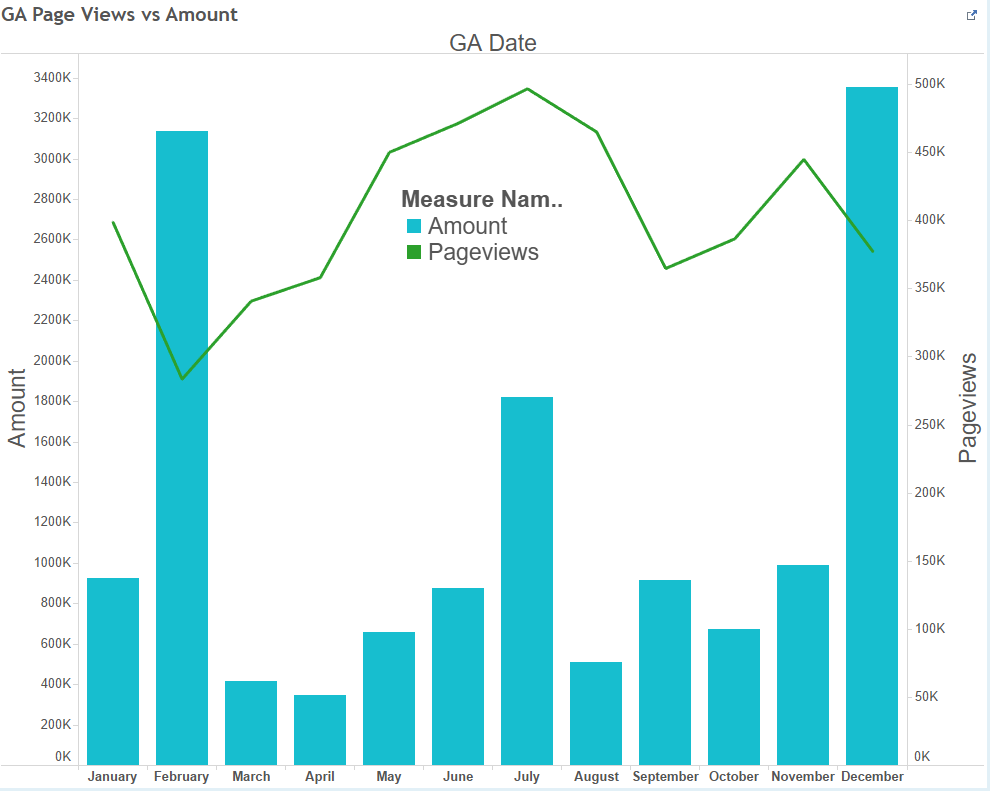 GA Page Views vs Amount
GA Date
3400K
3200K
3000K
2800K
2600K
2400K
2200K
2000K
1800K
1600K
1400K
1200K
1000K
800K
600K
400K
200K
0K
Amount
Measure Nam..
Amount
Pageviews
500K
450K
400K
350K
300K
250K
200K
150K
100K
50K
0K
Pageviews
January February March April May June July August September October November December